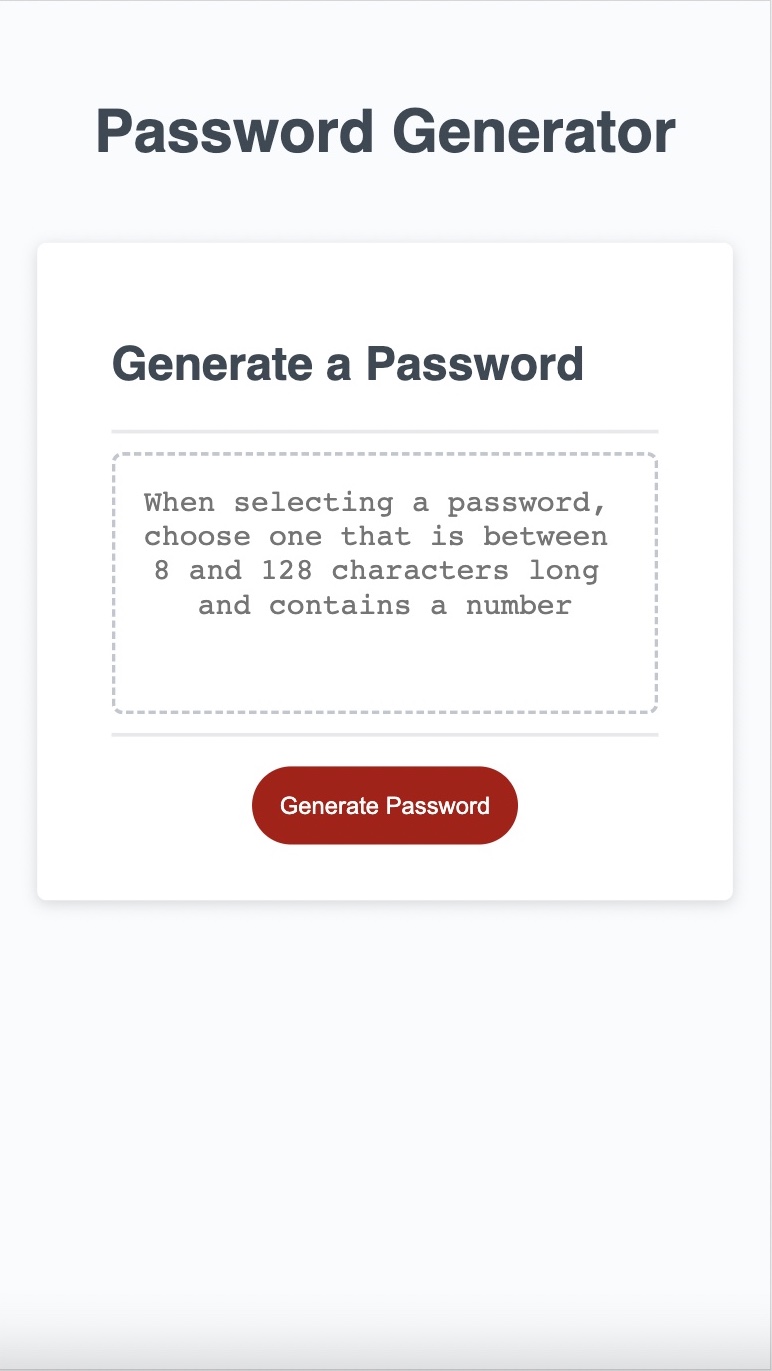 Password Generator
Generate a Password
When selecting a password,
choose one that is between
8 and 128 characters long
and contains a number
Generate Password